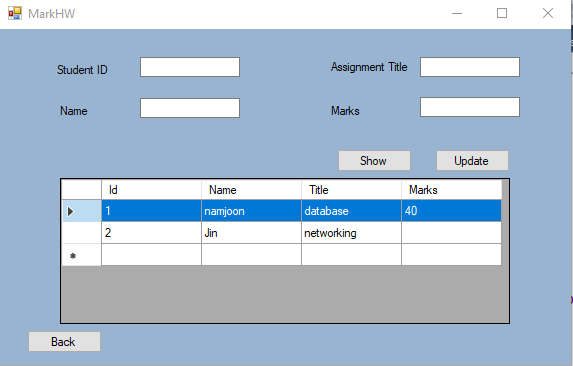 MarkHW
Student ID
Assignment Title
Name
Marks
Show Update
Id Name Title Marks
1 namjoon database 40
2 Jin networking
*
Back